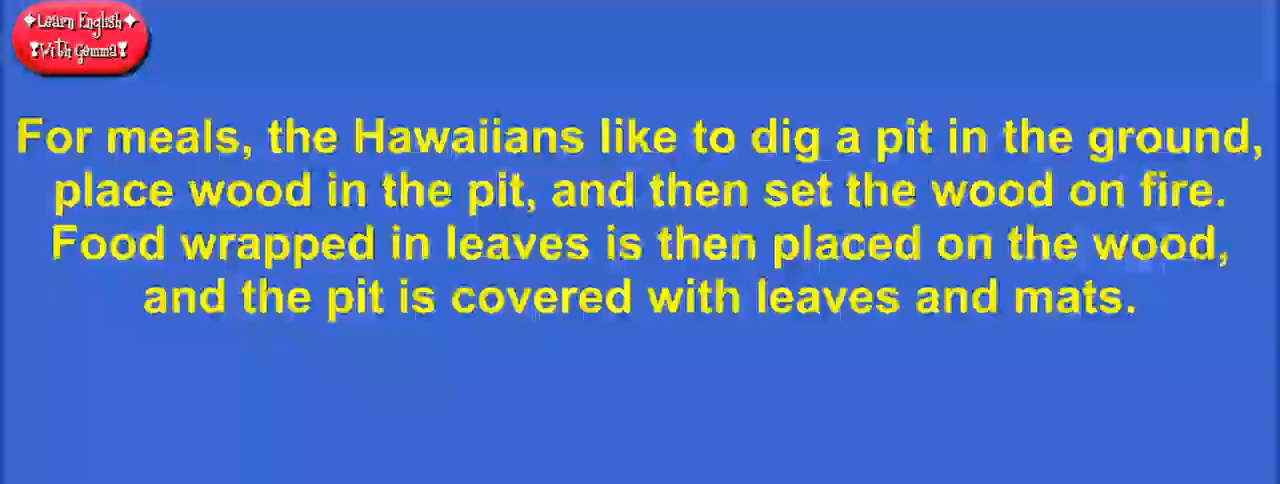 Learn English
With Gemma
For meals, the Hawaiians like to dig a pit in the ground,
place wood in the pit, and then set the wood on fire.
Food wrapped in leaves is then placed on the wood,
and the pit is covered with leaves and mats.